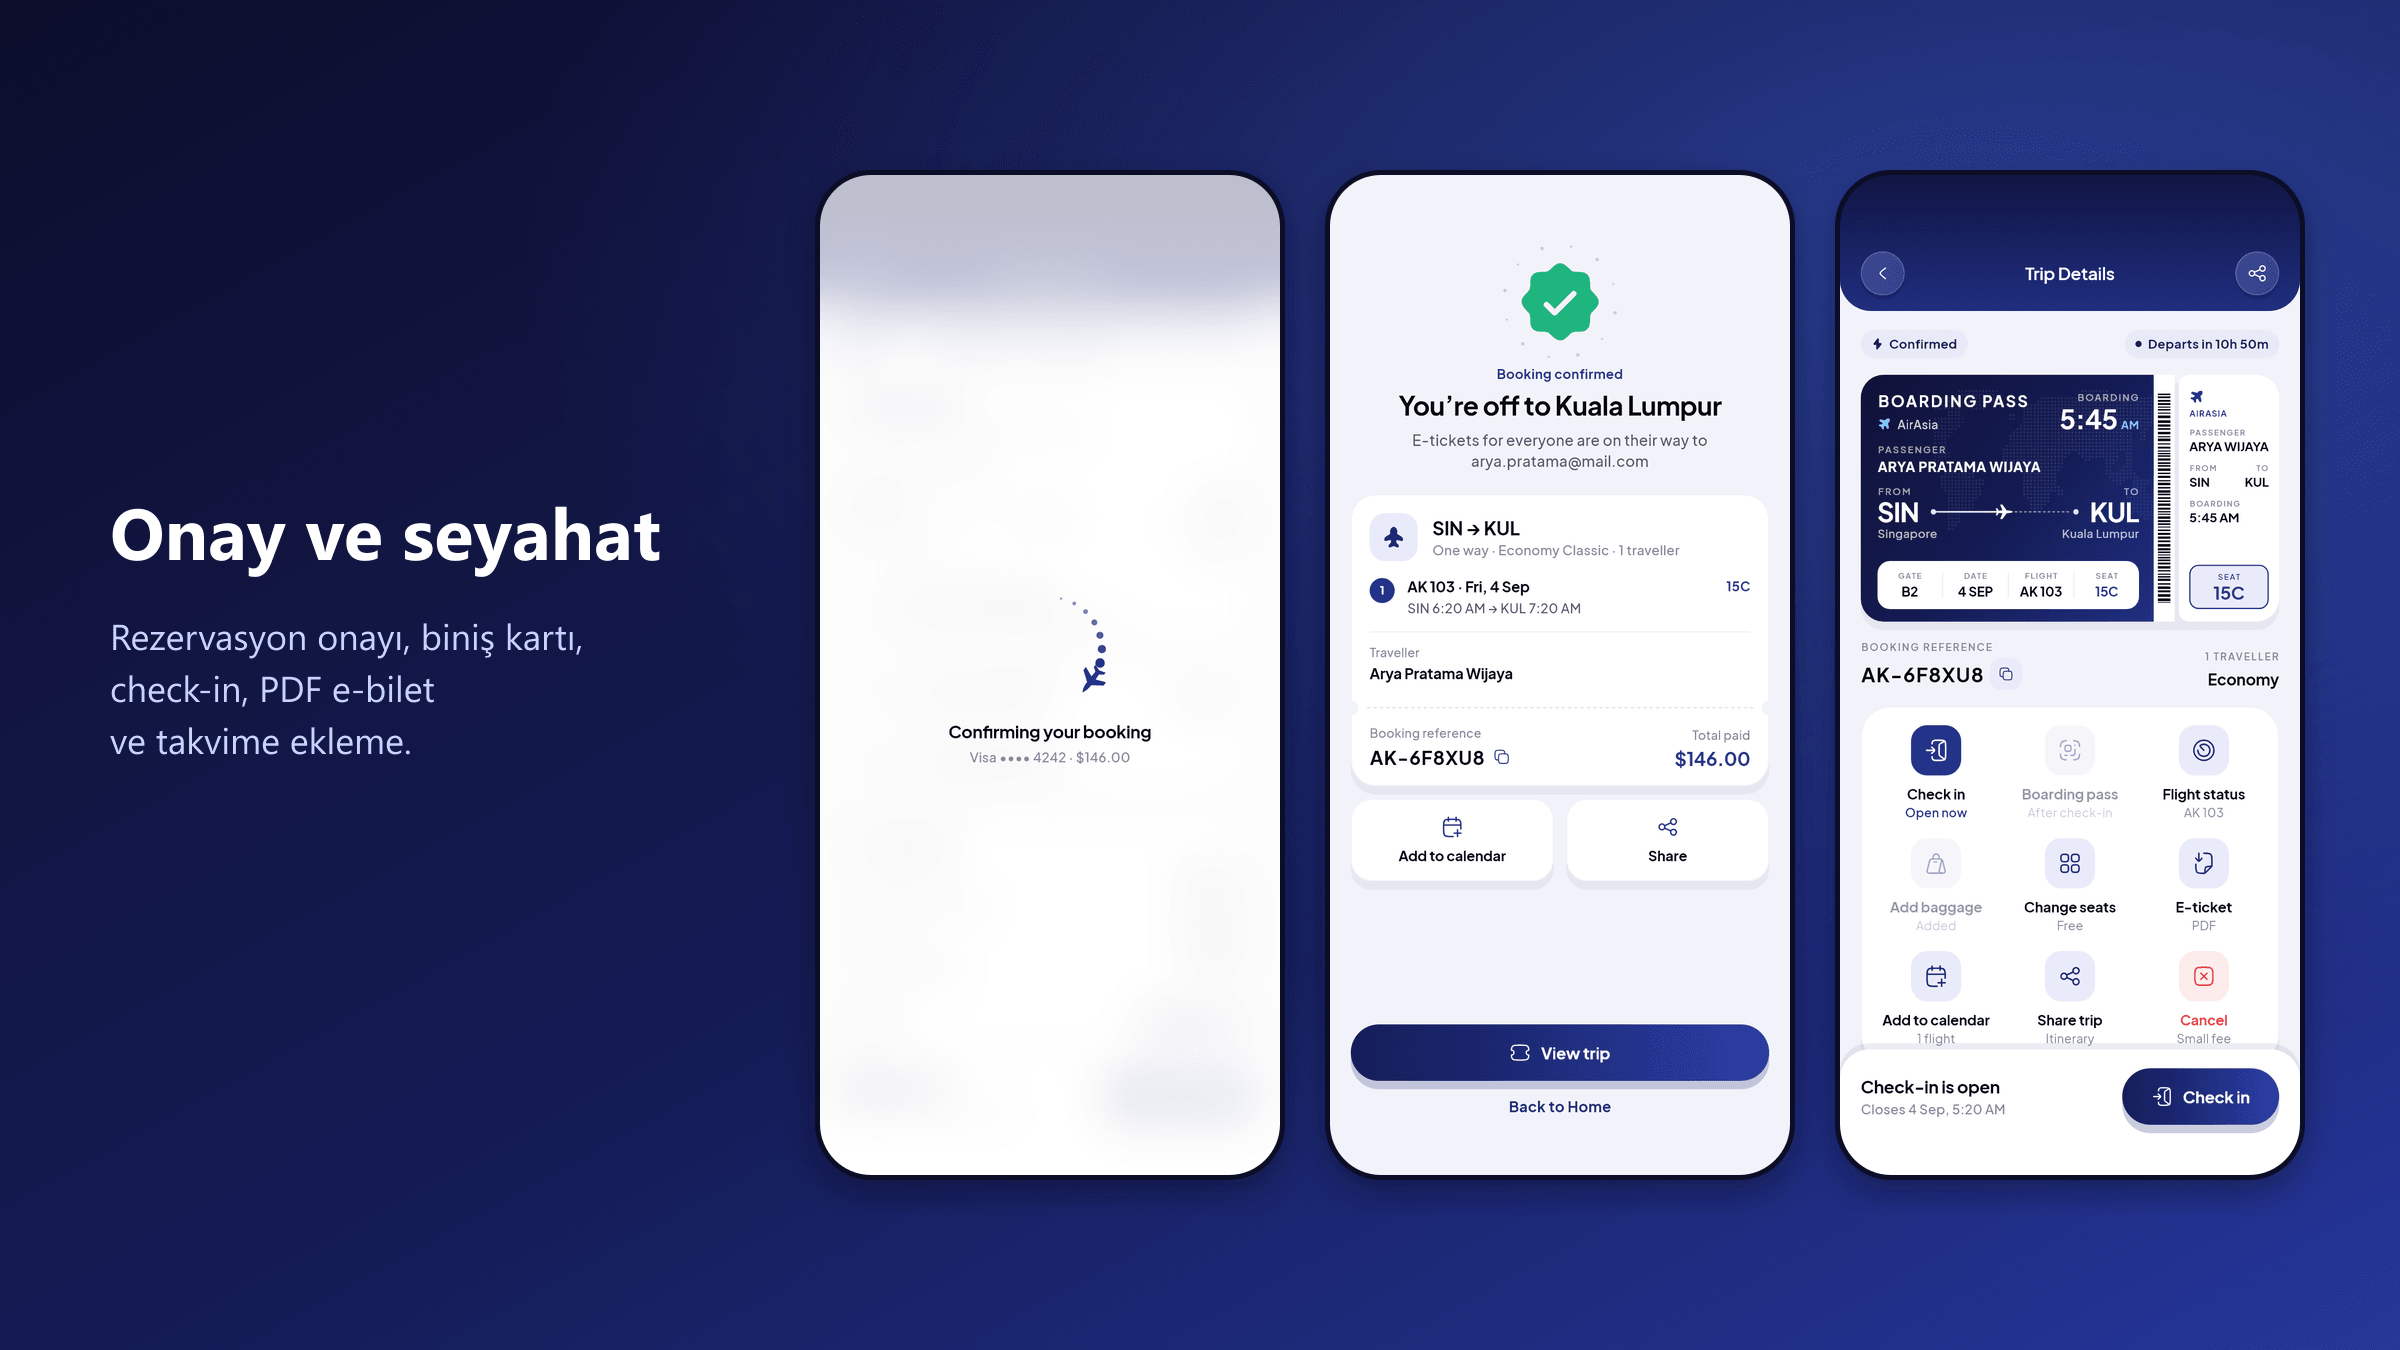 Onay ve seyahat
Rezervasyon onayı, biniş kartı,
check-in, PDF e-bilet
ve takvime ekleme.
Confirming your booking
Visa •••• 4242 · $146.00
Booking confirmed
You're off to Kuala Lumpur
E-tickets for everyone are on their way to
arya.pratama@mail.com
SIN → KUL
One way · Economy Classic · 1 traveller
1 AK 103 · Fri, 4 Sep 15C
SIN 6:20 AM → KUL 7:20 AM
Traveller
Arya Pratama Wijaya
Booking reference Total paid
AK-6F8XU8 $146.00
Add to calendar Share
View trip
Back to Home
Trip Details
Confirmed Departs in 10h 50m
BOARDING PASS BOARDING
AirAsia 5:45 AM
PASSENGER
ARYA PRATAMA WIJAYA
FROM TO
SIN KUL
Singapore Kuala Lumpur
GATE DATE FLIGHT SEAT
B2 4 SEP AK 103 15C
AIRASIA
PASSENGER
ARYA WIJAYA
FROM TO
SIN KUL
BOARDING
5:45 AM
SEAT
15C
BOOKING REFERENCE 1 TRAVELLER
AK-6F8XU8 Economy
Check in Boarding pass Flight status
Open now After check-in AK 103
Add baggage Change seats E-ticket
Added Free PDF
Add to calendar Share trip Cancel
1 flight Itinerary Small fee
Check-in is open
Closes 4 Sep, 5:20 AM
Check in